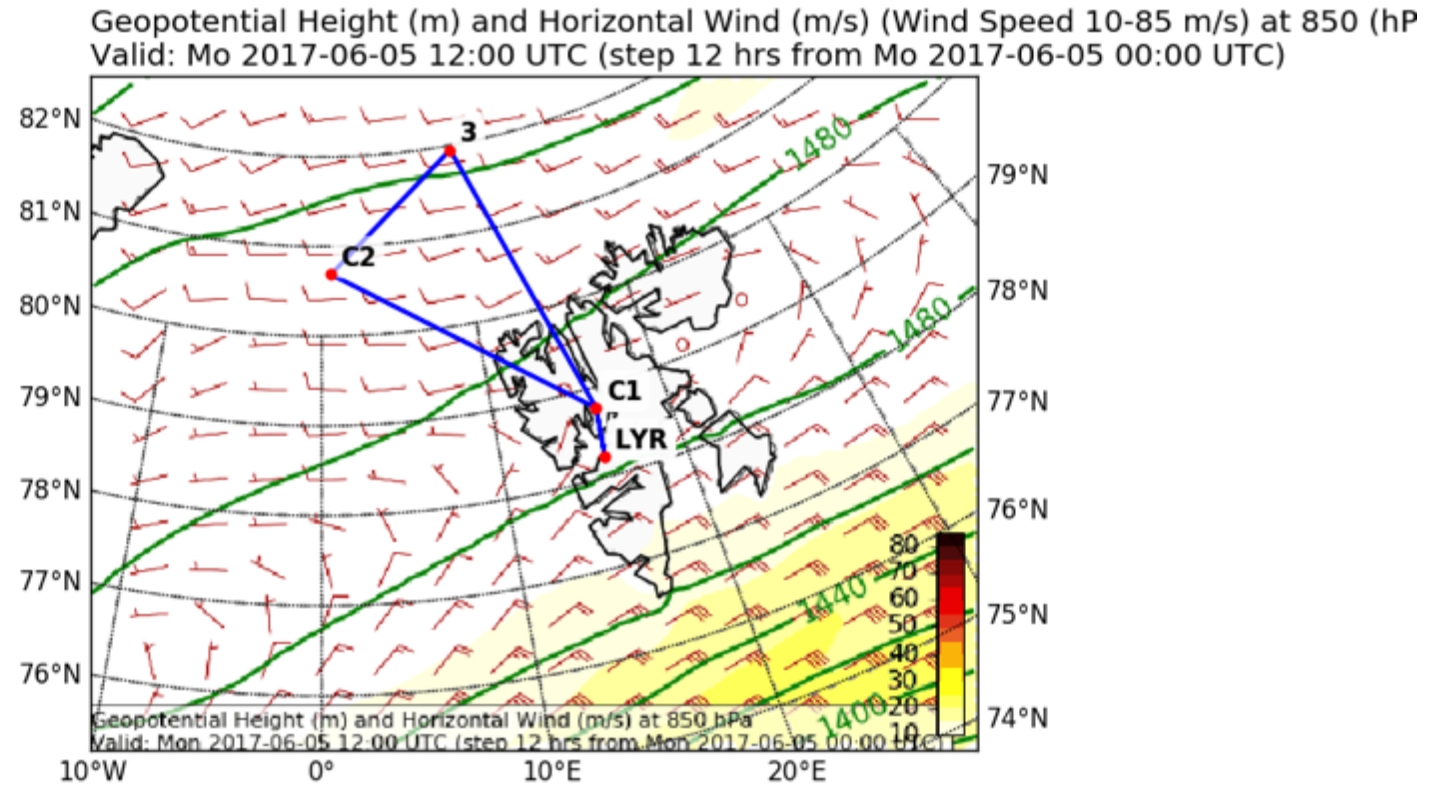 Geopotential Height (m) and Horizontal Wind (m/s) (Wind Speed 10-85 m/s) at 850 (hP
Valid: Mo 2017-06-05 12:00 UTC (step 12 hrs from Mo 2017-06-05 00:00 UTC)
82°N
3
1480
79°N
81°N
C2
80°N
78°N
1480
79°N
C1
77°N
LYR
78°N
76°N
80
70
77°N
1440
60
75°N
50
40
76°N
30
20
1400
74°N
10
Geopotential Height (m) and Horizontal Wind (m/s) at 850 hPa
Valid: Mon 2017-06-05 12:00 UTC (step 12 hrs from Mon 2017-06-05 00:00 UTC)
10°W 0° 10°E 20°E